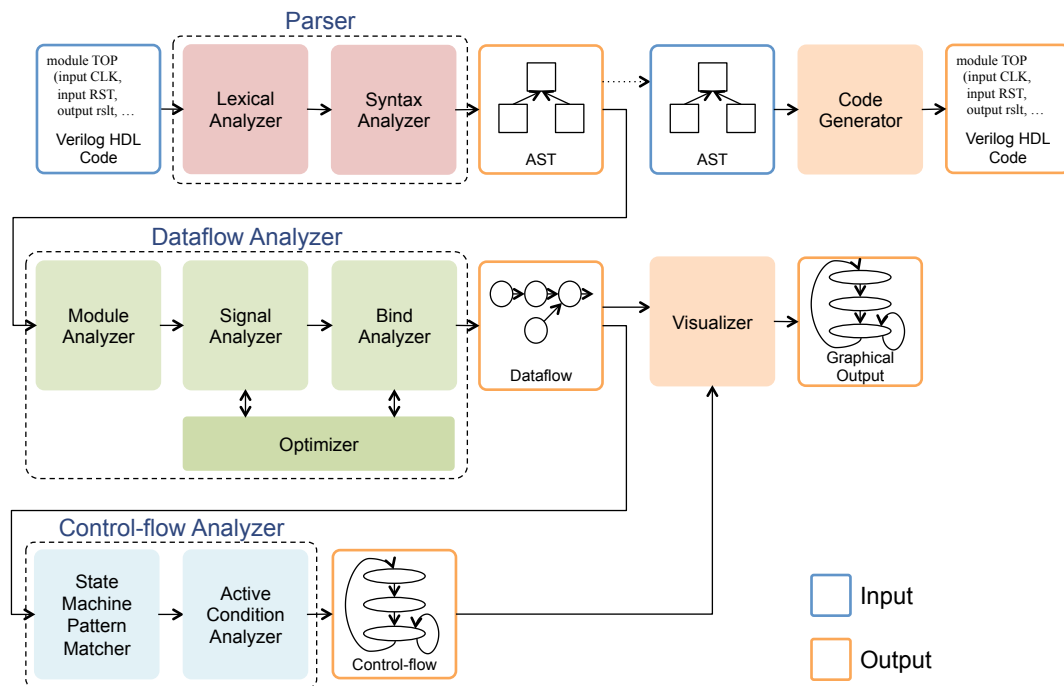 Parser
module TOP
(input CLK,
input RST,
output rslt, …
Verilog HDL
Code
Lexical
Analyzer
Syntax
Analyzer
AST
AST
Code
Generator
module TOP
(input CLK,
input RST,
output rslt, …
Verilog HDL
Code
Dataflow Analyzer
Module
Analyzer
Signal
Analyzer
Bind
Analyzer
Optimizer
Dataflow
Visualizer
Graphical
Output
Control-flow Analyzer
State
Machine
Pattern
Matcher
Active
Condition
Analyzer
Control-flow
Input
Output